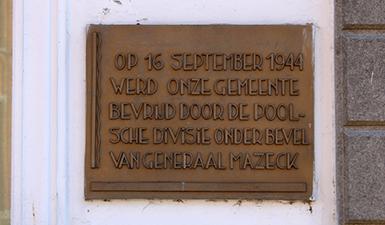 OP 16 SEPTEMBER 1944
WERD ONZE GEMEENTE
BEVRIJD DOOR DE POOL-
SCHE DIVISIE ONDER BEVEL
VAN GENERAAL MAZECK